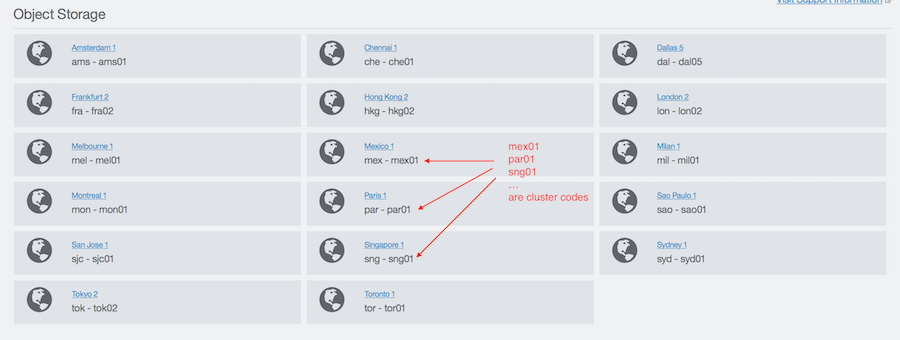 Visit Support Information
Object Storage
Amsterdam 1
ams - ams01
Chennai 1
che - che01
Dallas 5
dal - dal05
Frankfurt 2
fra - fra02
Hong Kong 2
hkg - hkg02
London 2
lon - lon02
Melbourne 1
mel - mel01
Mexico 1
mex - mex01
mex01
par01
sng01
...
are cluster codes
Milan 1
mil - mil01
Montreal 1
mon - mon01
Paris 1
par - par01
Sao Paulo 1
sao - sao01
San Jose 1
sjc - sjc01
Singapore 1
sng - sng01
Sydney 1
syd - syd01
Tokyo 2
tok - tok02
Toronto 1
tor - tor01